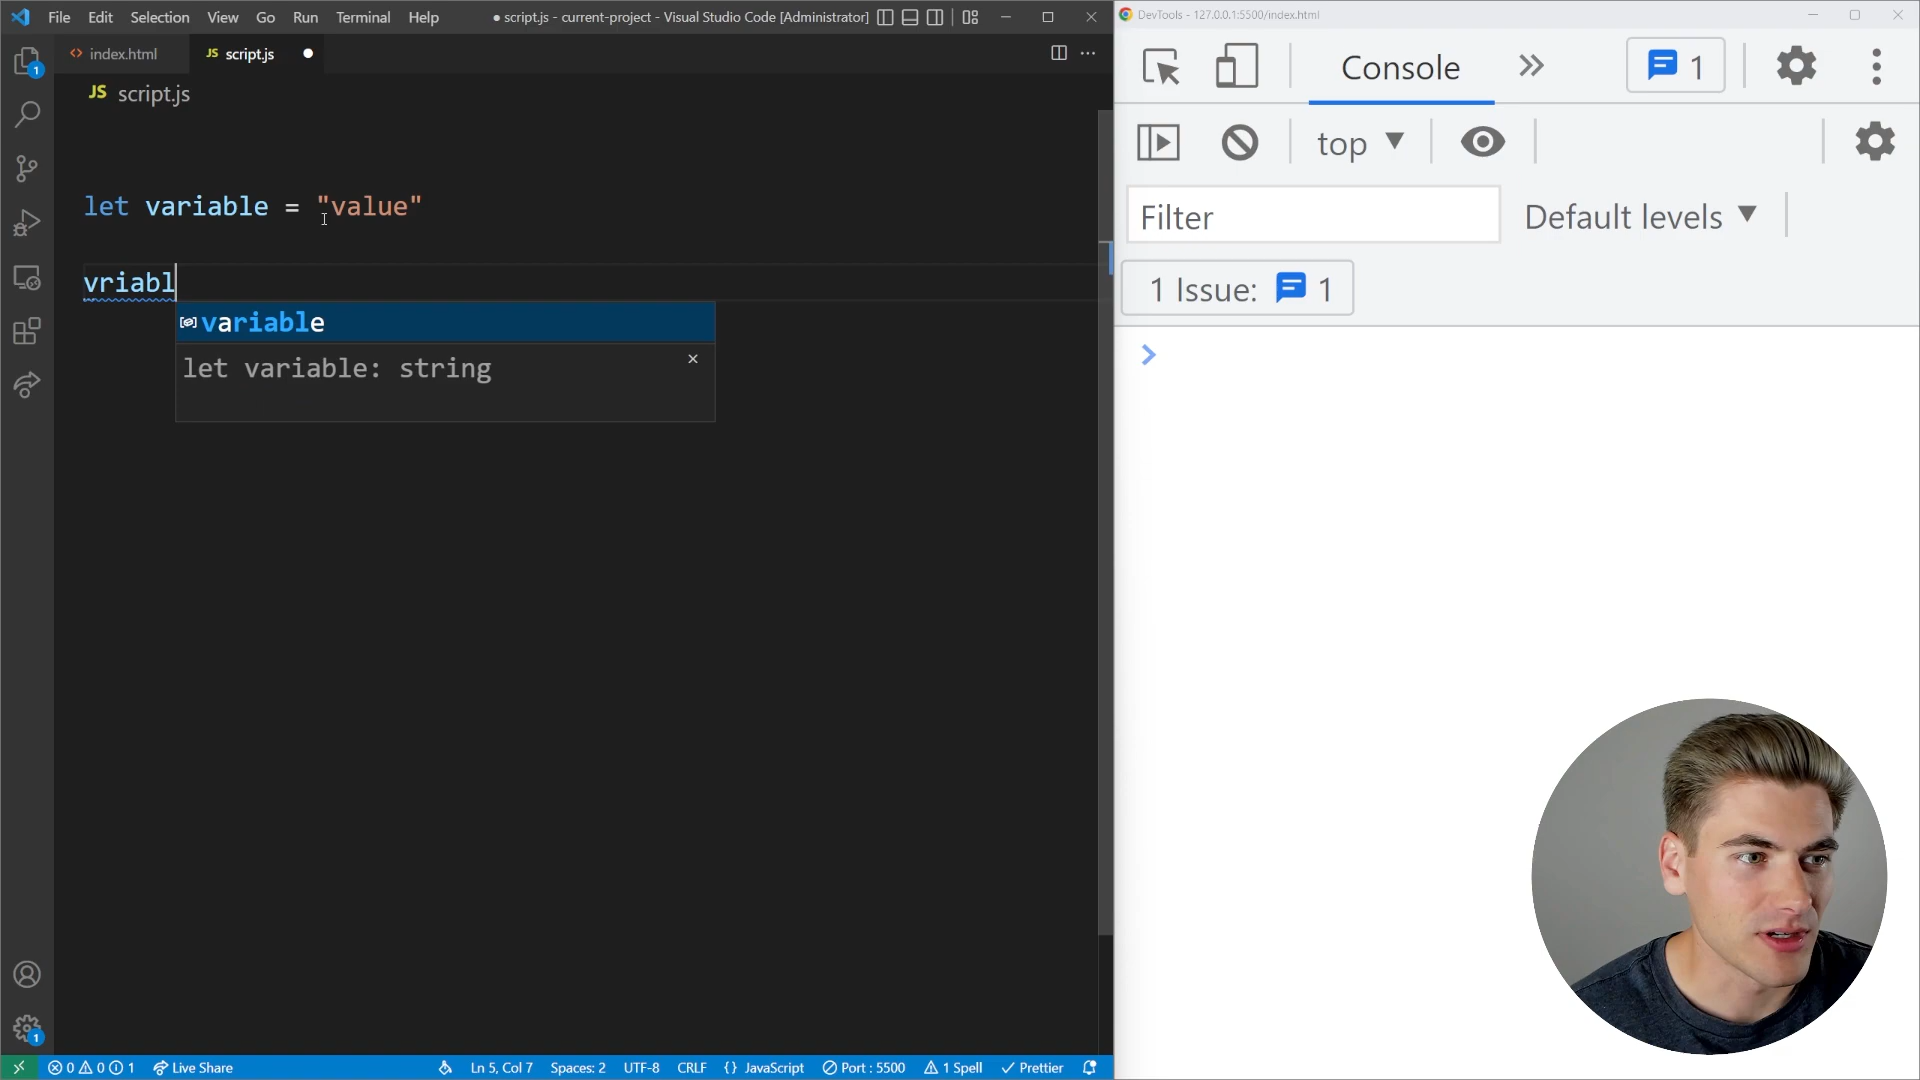 File Edit Selection View Go Run Terminal Help ● script.js - current-project - Visual Studio Code [Administrator]
index.html JS script.js
JS script.js
let variable = "value"
vriabl
variable
let variable: string
1
1
0 0 1 Live Share Ln 5, Col 7 Spaces: 2 UTF-8 CRLF {} JavaScript Port : 5500 1 Spell Prettier
DevTools - 127.0.0.1:5500/index.html
Console 1
top
Filter Default levels
1 Issue: 1